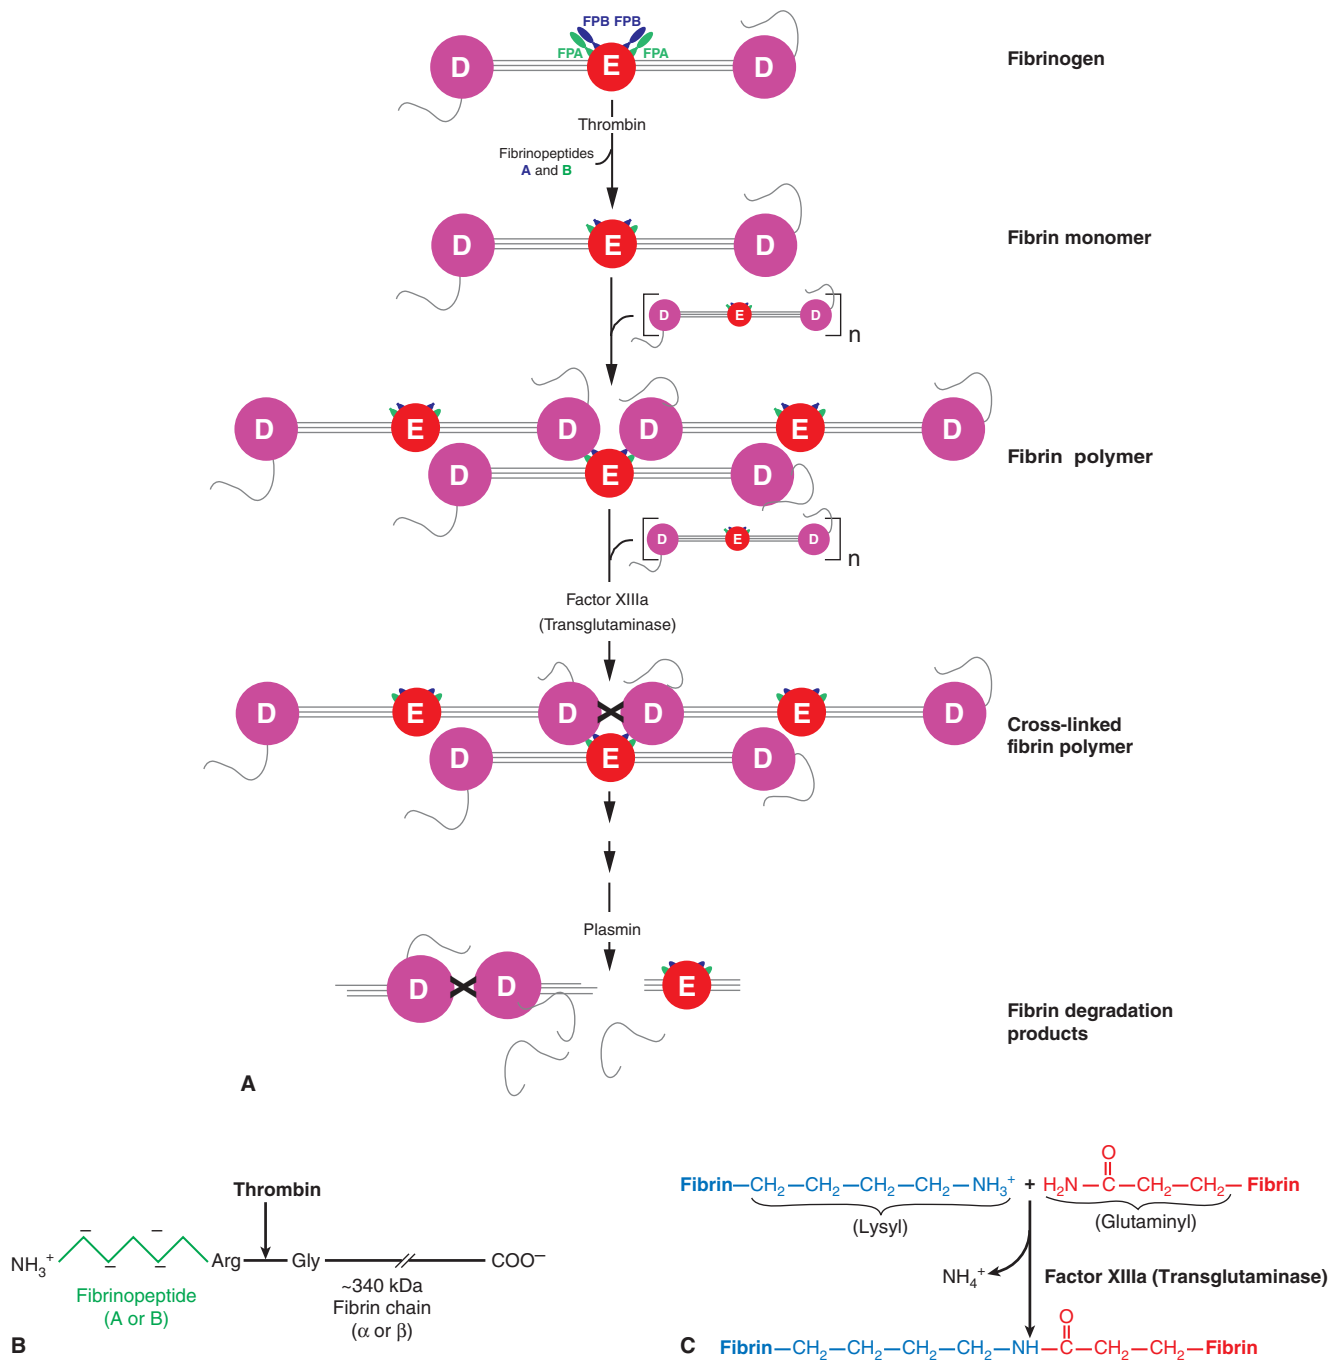 FPB FPB
FPA FPA
D E D
Fibrinogen
Thrombin
Fibrinopeptides
A and B
D E D
Fibrin monomer
D E D
n
D E D D E D
D E D
Fibrin polymer
D E D
n
Factor XIIIa
(Transglutaminase)
D E D D E D
D E D
Cross-linked
fibrin polymer
Plasmin
D D E
Fibrin degradation
products
A
Thrombin
NH₃⁺ – – – – Arg Gly COO⁻
Fibrinopeptide
(A or B)
~340 kDa
Fibrin chain
(α or β)
B
O
Fibrin—CH₂—CH₂—CH₂—CH₂—NH₃⁺ + H₂N—C—CH₂—CH₂—Fibrin
(Lysyl) (Glutaminyl)
NH₄⁺ Factor XIIIa (Transglutaminase)
O
Fibrin—CH₂—CH₂—CH₂—CH₂—NH—C—CH₂—CH₂—Fibrin
C